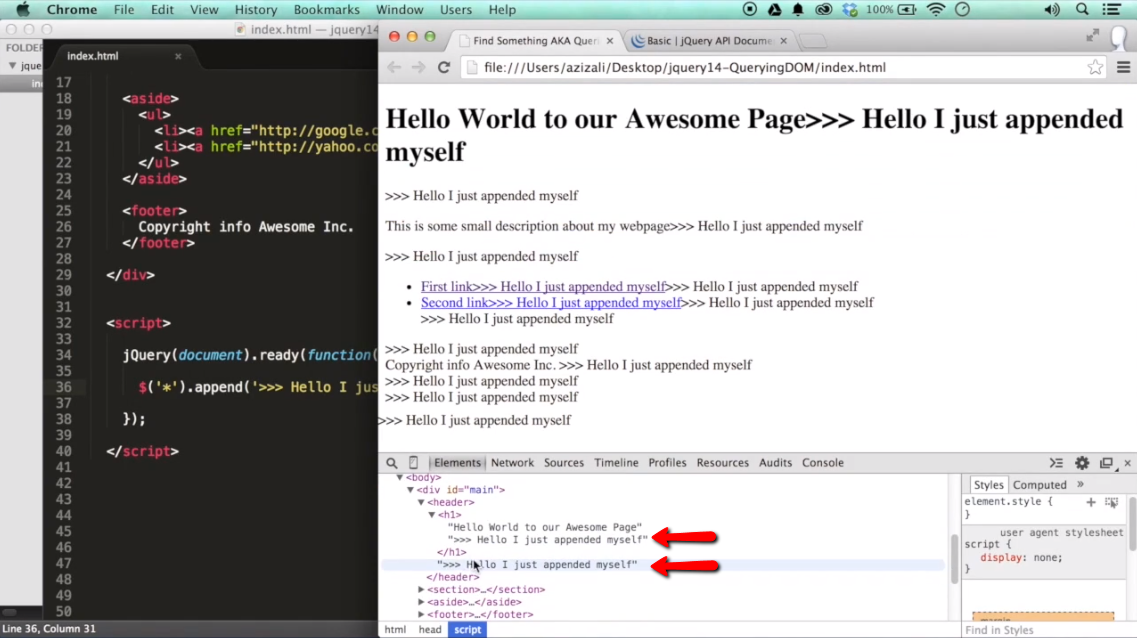 Chrome File Edit View History Bookmarks Window Users Help 100%
index.html — jquery14
FOLDER
jque
in
index.html
17
18 <aside>
19 <ul>
20 <li><a href="http://google.c
21 <li><a href="http://yahoo.co
22 </ul>
23 </aside>
24
25 <footer>
26 Copyright info Awesome Inc.
27 </footer>
28
29 </div>
30
31
32 <script>
33
34 jQuery(document).ready(function(
35
36 $('*').append('>>> Hello I jus
37
38 });
39
40 </script>
41
42
43
44
45
46
47
48
49
50
Line 36, Column 31
Find Something AKA Quer
Basic | jQuery API Docume
file:///Users/azizali/Desktop/jquery14-QueryingDOM/index.html
Hello World to our Awesome Page>>> Hello I just appended
myself
>>> Hello I just appended myself
This is some small description about my webpage>>> Hello I just appended myself
>>> Hello I just appended myself
• First link>>> Hello I just appended myself>>> Hello I just appended myself
• Second link>>> Hello I just appended myself>>> Hello I just appended myself
>>> Hello I just appended myself
>>> Hello I just appended myself
Copyright info Awesome Inc. >>> Hello I just appended myself
>>> Hello I just appended myself
>>> Hello I just appended myself
>>> Hello I just appended myself
Elements Network Sources Timeline Profiles Resources Audits Console
<body>
<div id="main">
<header>
<h1>
"Hello World to our Awesome Page"
">>> Hello I just appended myself"
</h1>
">>> Hello I just appended myself"
</header>
<section>…</section>
<aside>…</aside>
<footer>…</footer>
html head script
Styles Computed »
element.style {
}
user agent stylesheet
script {
display: none;
}
Find in Styles